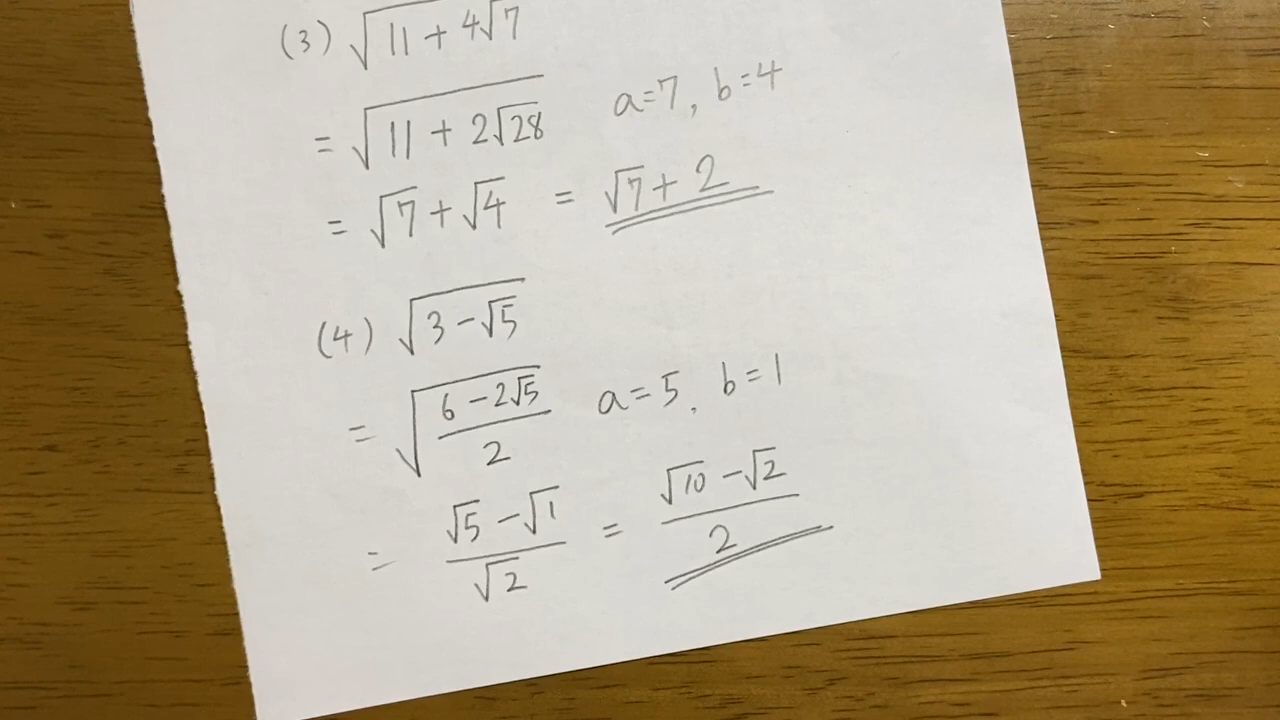 (3) √(11 + 4√7)
= √(11 + 2√28) a=7, b=4
= √7 + √4 = √7 + 2
(4) √(3 - √5)
= √((6 - 2√5)/2) a=5, b=1
= (√5 - √1)/√2 = (√10 - √2)/2